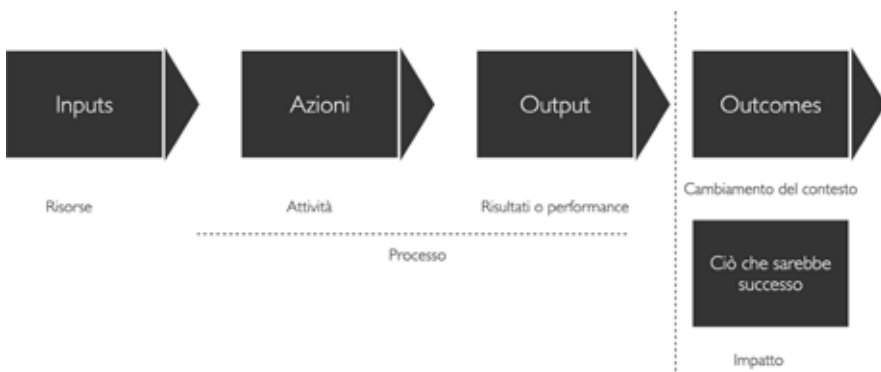 Inputs
Azioni
Output
Outcomes
Risorse
Attività
Risultati o performance
Cambiamento del contesto
Processo
Ciò che sarebbe
successo
Impatto